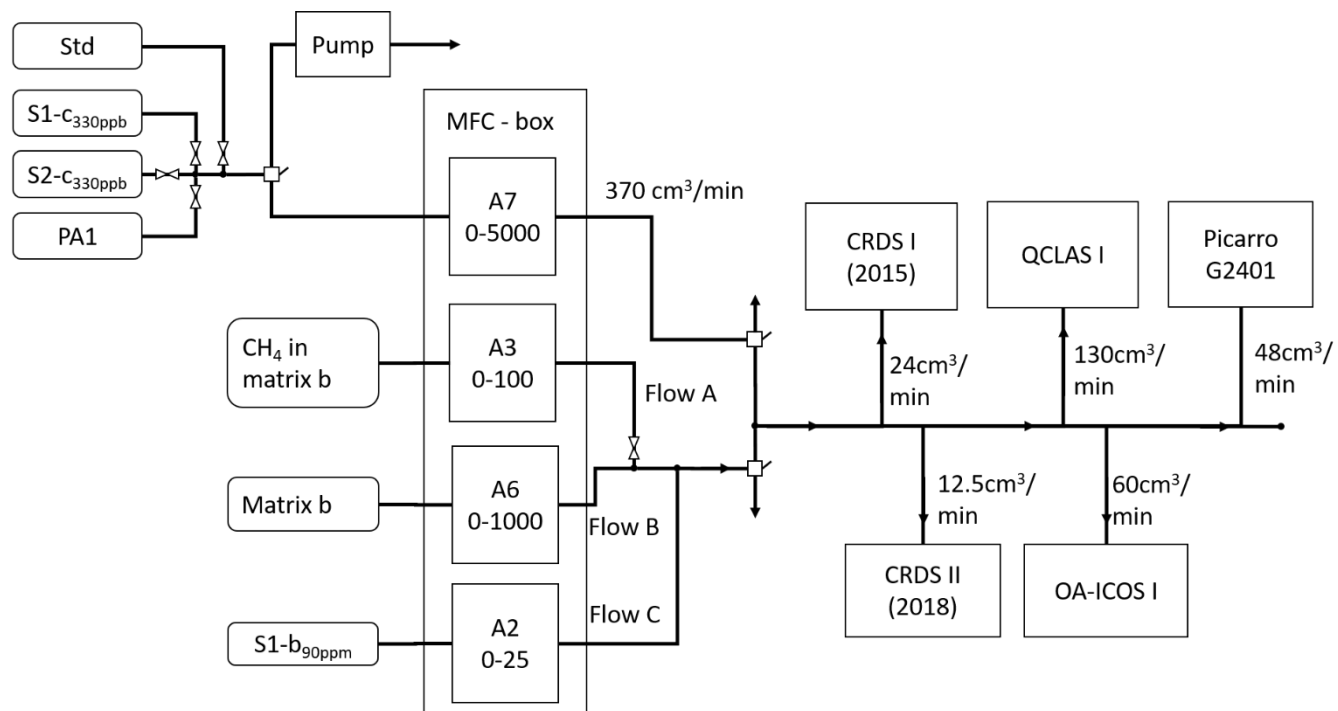 Std
S1-c330ppb
S2-c330ppb
PA1
Pump
MFC - box
A7
0-5000
370 cm³/min
CH4 in
matrix b
A3
0-100
Flow A
Matrix b
A6
0-1000
Flow B
S1-b90ppm
A2
0-25
Flow C
CRDS I
(2015)
QCLAS I
Picarro
G2401
24cm³/
min
130cm³/
min
48cm³/
min
12.5cm³/
min
60cm³/
min
CRDS II
(2018)
OA-ICOS I